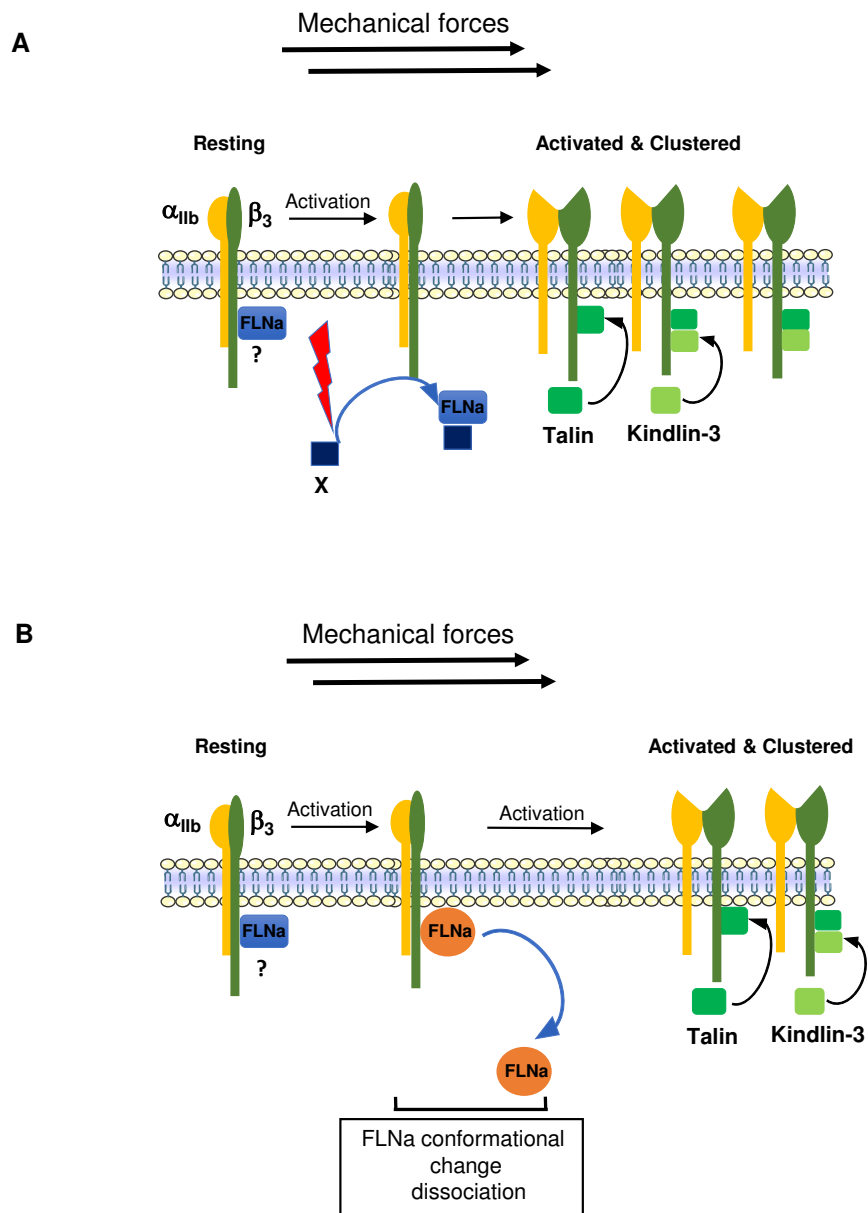 A
Mechanical forces
Resting
Activated & Clustered
αIIb
β3
Activation
FLNa
?
FLNa
X
Talin
Kindlin-3
B
Mechanical forces
Resting
Activated & Clustered
αIIb
β3
Activation
Activation
FLNa
?
FLNa
Talin
Kindlin-3
FLNa
FLNa conformational
change
dissociation